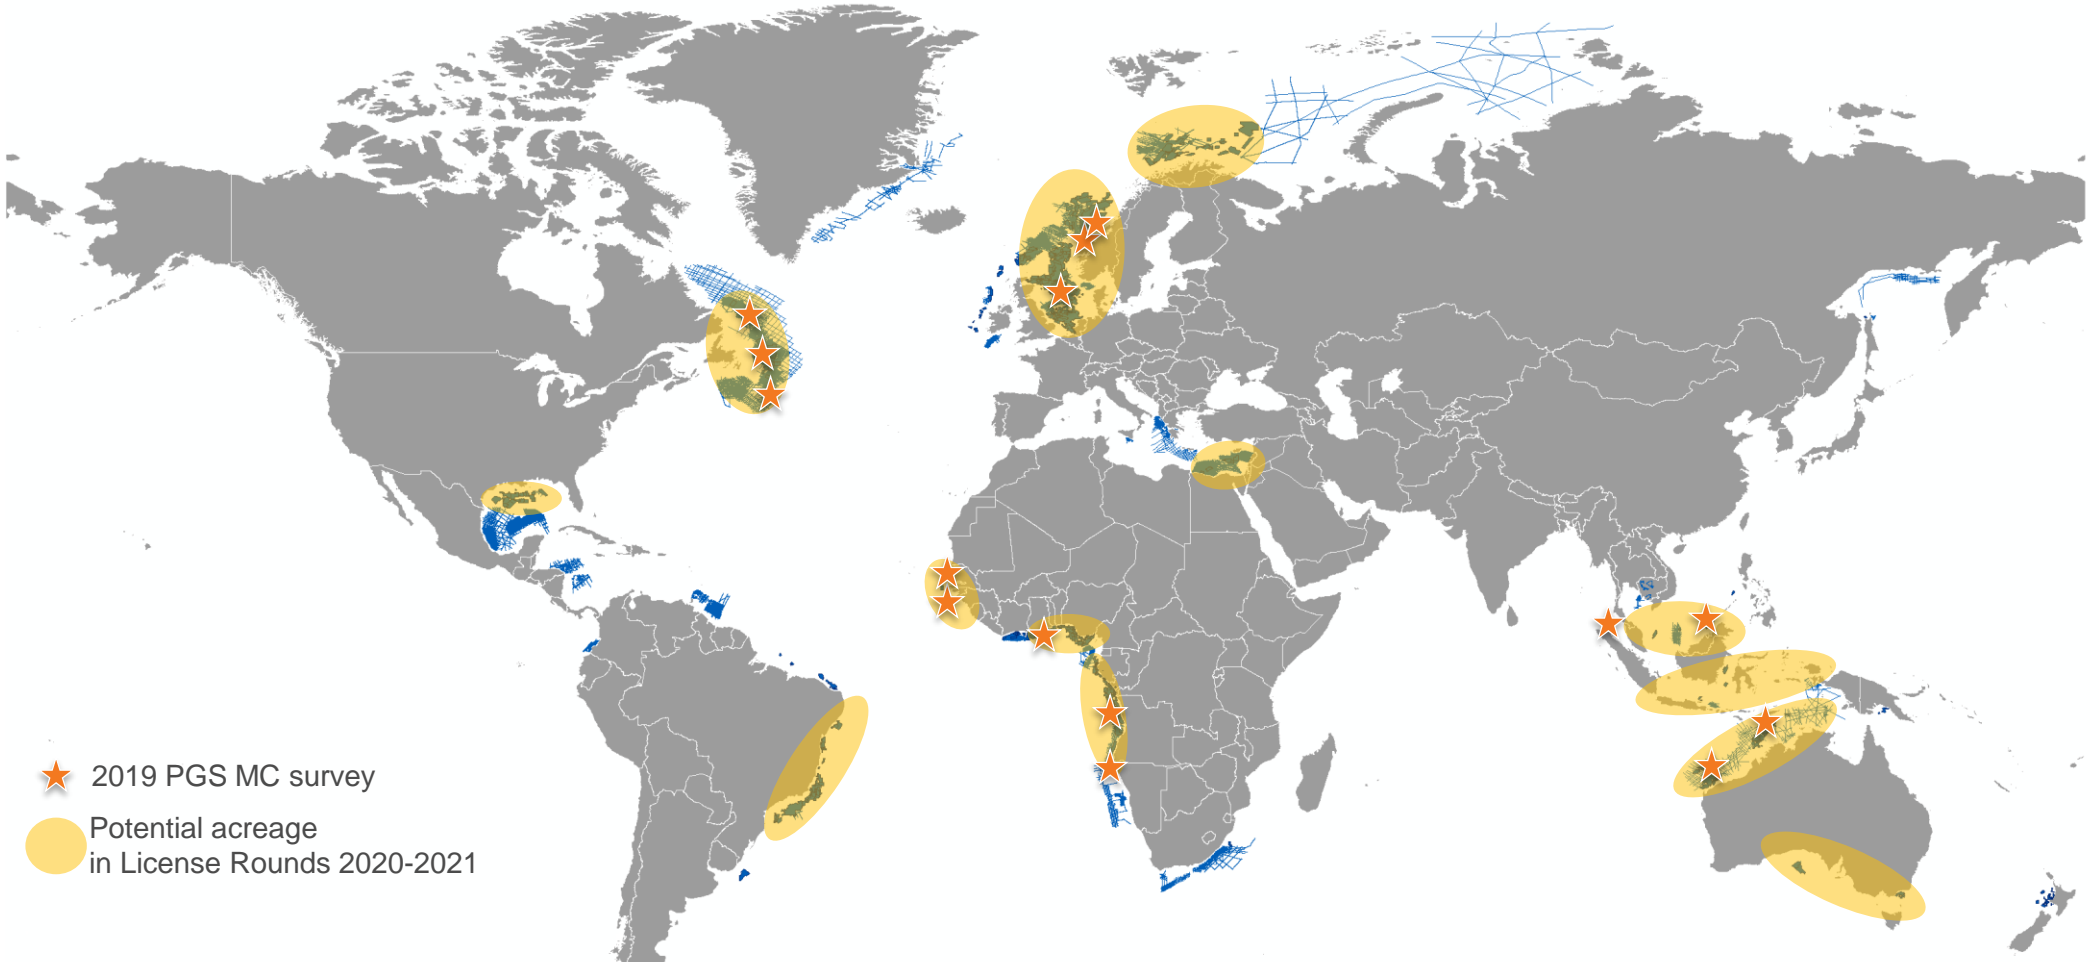 2019 PGS MC survey
Potential acreage
in License Rounds 2020-2021